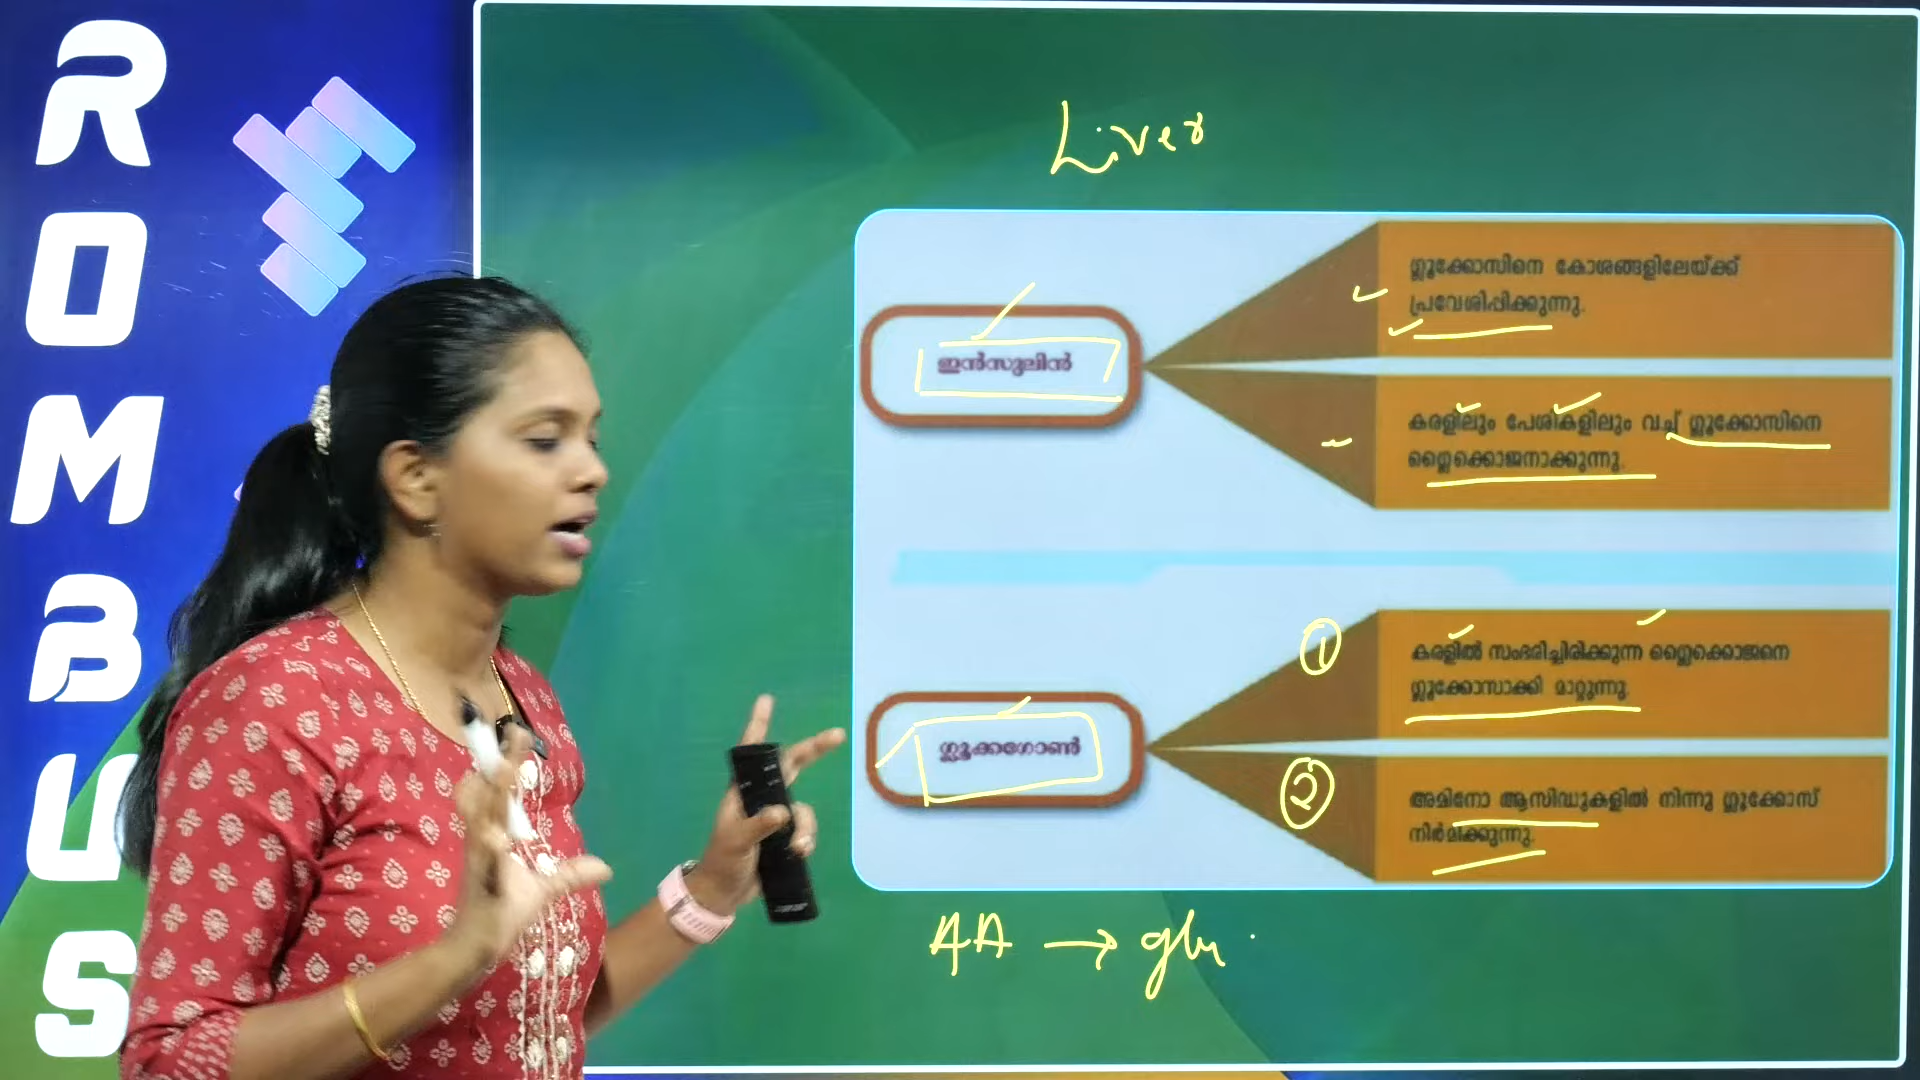 ROMBUS
Liver
ഇൻസുലിൻ
ഗ്ലൂക്കോസിനെ കോശങ്ങളിലേയ്ക്ക്
പ്രവേശിപ്പിക്കുന്നു.
കരളിലും പേശികളിലും വച്ച് ഗ്ലൂക്കോസിനെ
ഗ്ലൈക്കൊജനാക്കുന്നു.
ഗ്ലൂക്കഗോൺ
1
കരളിൽ സംഭരിച്ചിരിക്കുന്ന ഗ്ലൈക്കൊജനെ
ഗ്ലൂക്കോസാക്കി മാറ്റുന്നു.
2
അമിനോ ആസിഡുകളിൽ നിന്നു ഗ്ലൂക്കോസ്
നിർമ്മിക്കുന്നു.
AA → glu